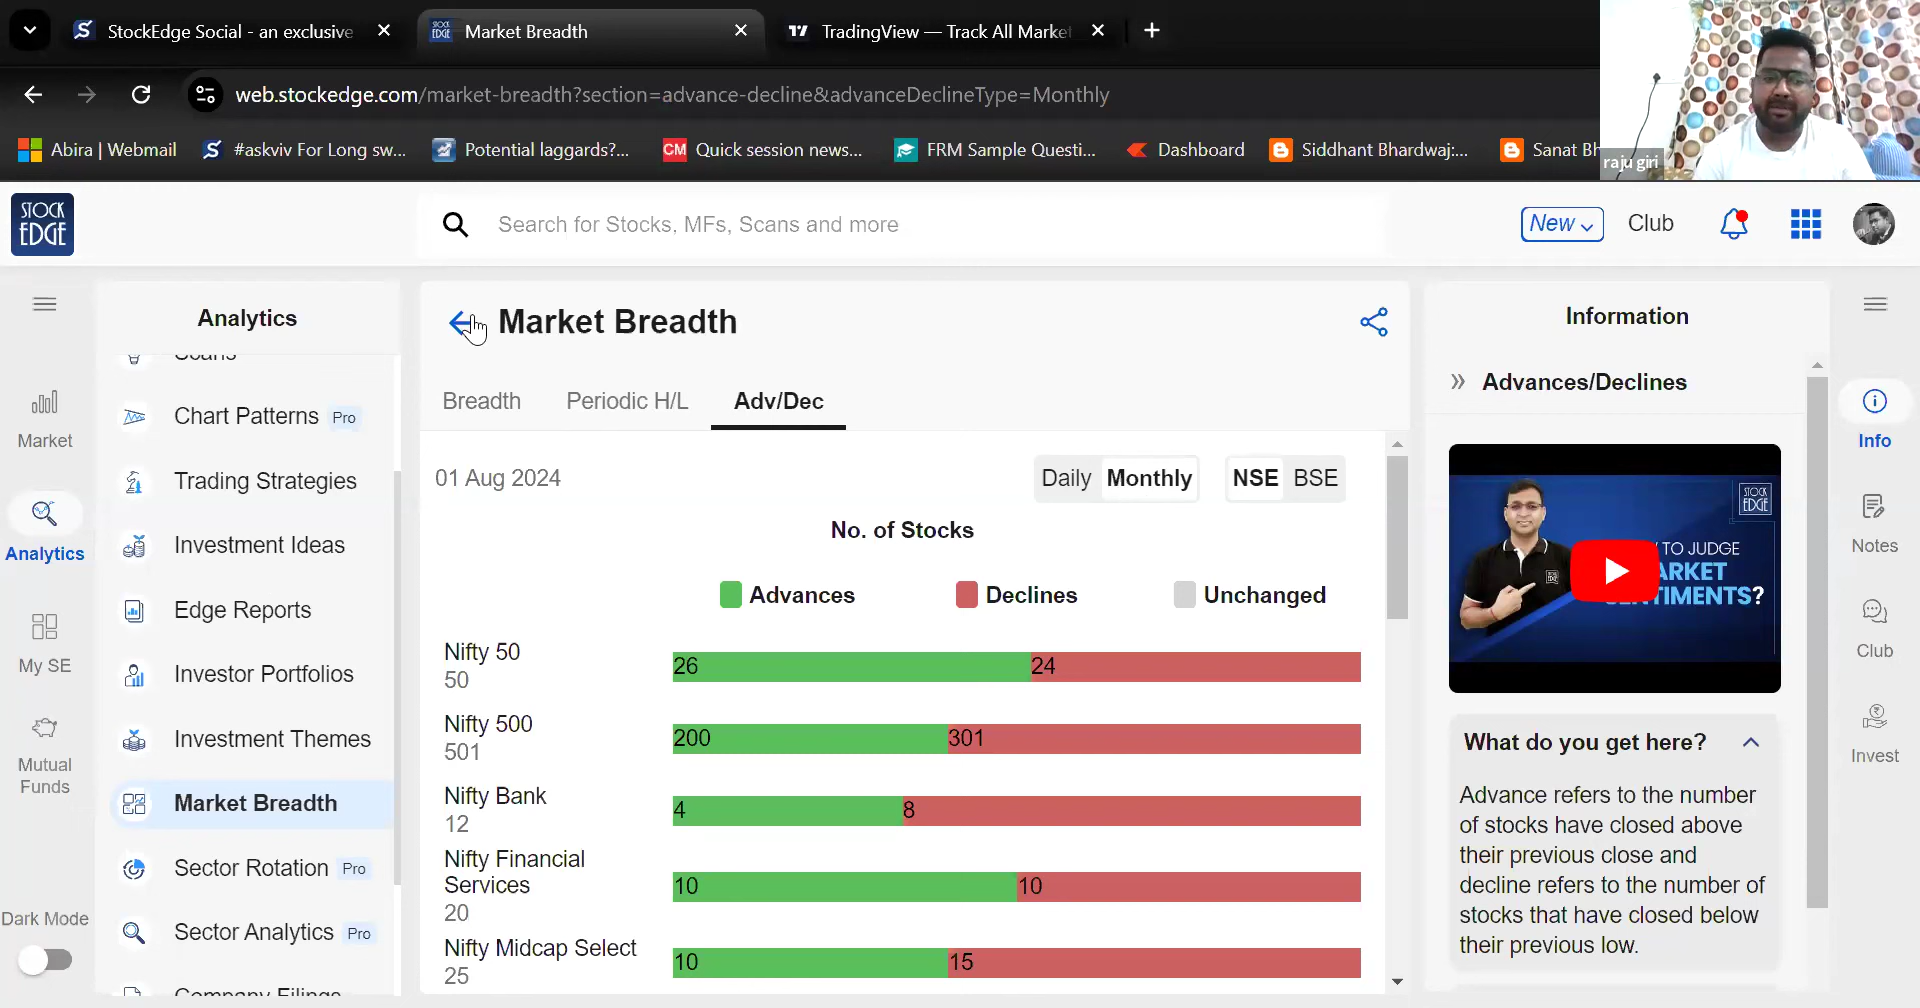 StockEdge Social - an exclusive
Market Breadth
TradingView — Track All Market
web.stockedge.com/market-breadth?section=advance-decline&advanceDeclineType=Monthly
Abira | Webmail
#askviv For Long sw...
Potential laggards?...
CM Quick session news...
FRM Sample Questi...
Dashboard
Siddhant Bhardwaj:...
Sanat Bh
raju giri
STOCK
EDGE
Search for Stocks, MFs, Scans and more
New
Club
Market
Analytics
My SE
Mutual
Funds
Dark Mode
Analytics
Scans
Chart Patterns Pro
Trading Strategies
Investment Ideas
Edge Reports
Investor Portfolios
Investment Themes
Market Breadth
Sector Rotation Pro
Sector Analytics Pro
Company Filings
Market Breadth
Breadth
Periodic H/L
Adv/Dec
01 Aug 2024
Daily Monthly
NSE BSE
No. of Stocks
Advances
Declines
Unchanged
Nifty 50
50
26 24
Nifty 500
501
200 301
Nifty Bank
12
4 8
Nifty Financial
Services
20
10 10
Nifty Midcap Select
25
10 15
Information
Advances/Declines
STOCK
EDGE
TO JUDGE
What do you get here?
Advance refers to the number
of stocks have closed above
their previous close and
decline refers to the number of
stocks that have closed below
their previous low.
Info
Notes
Club
Invest